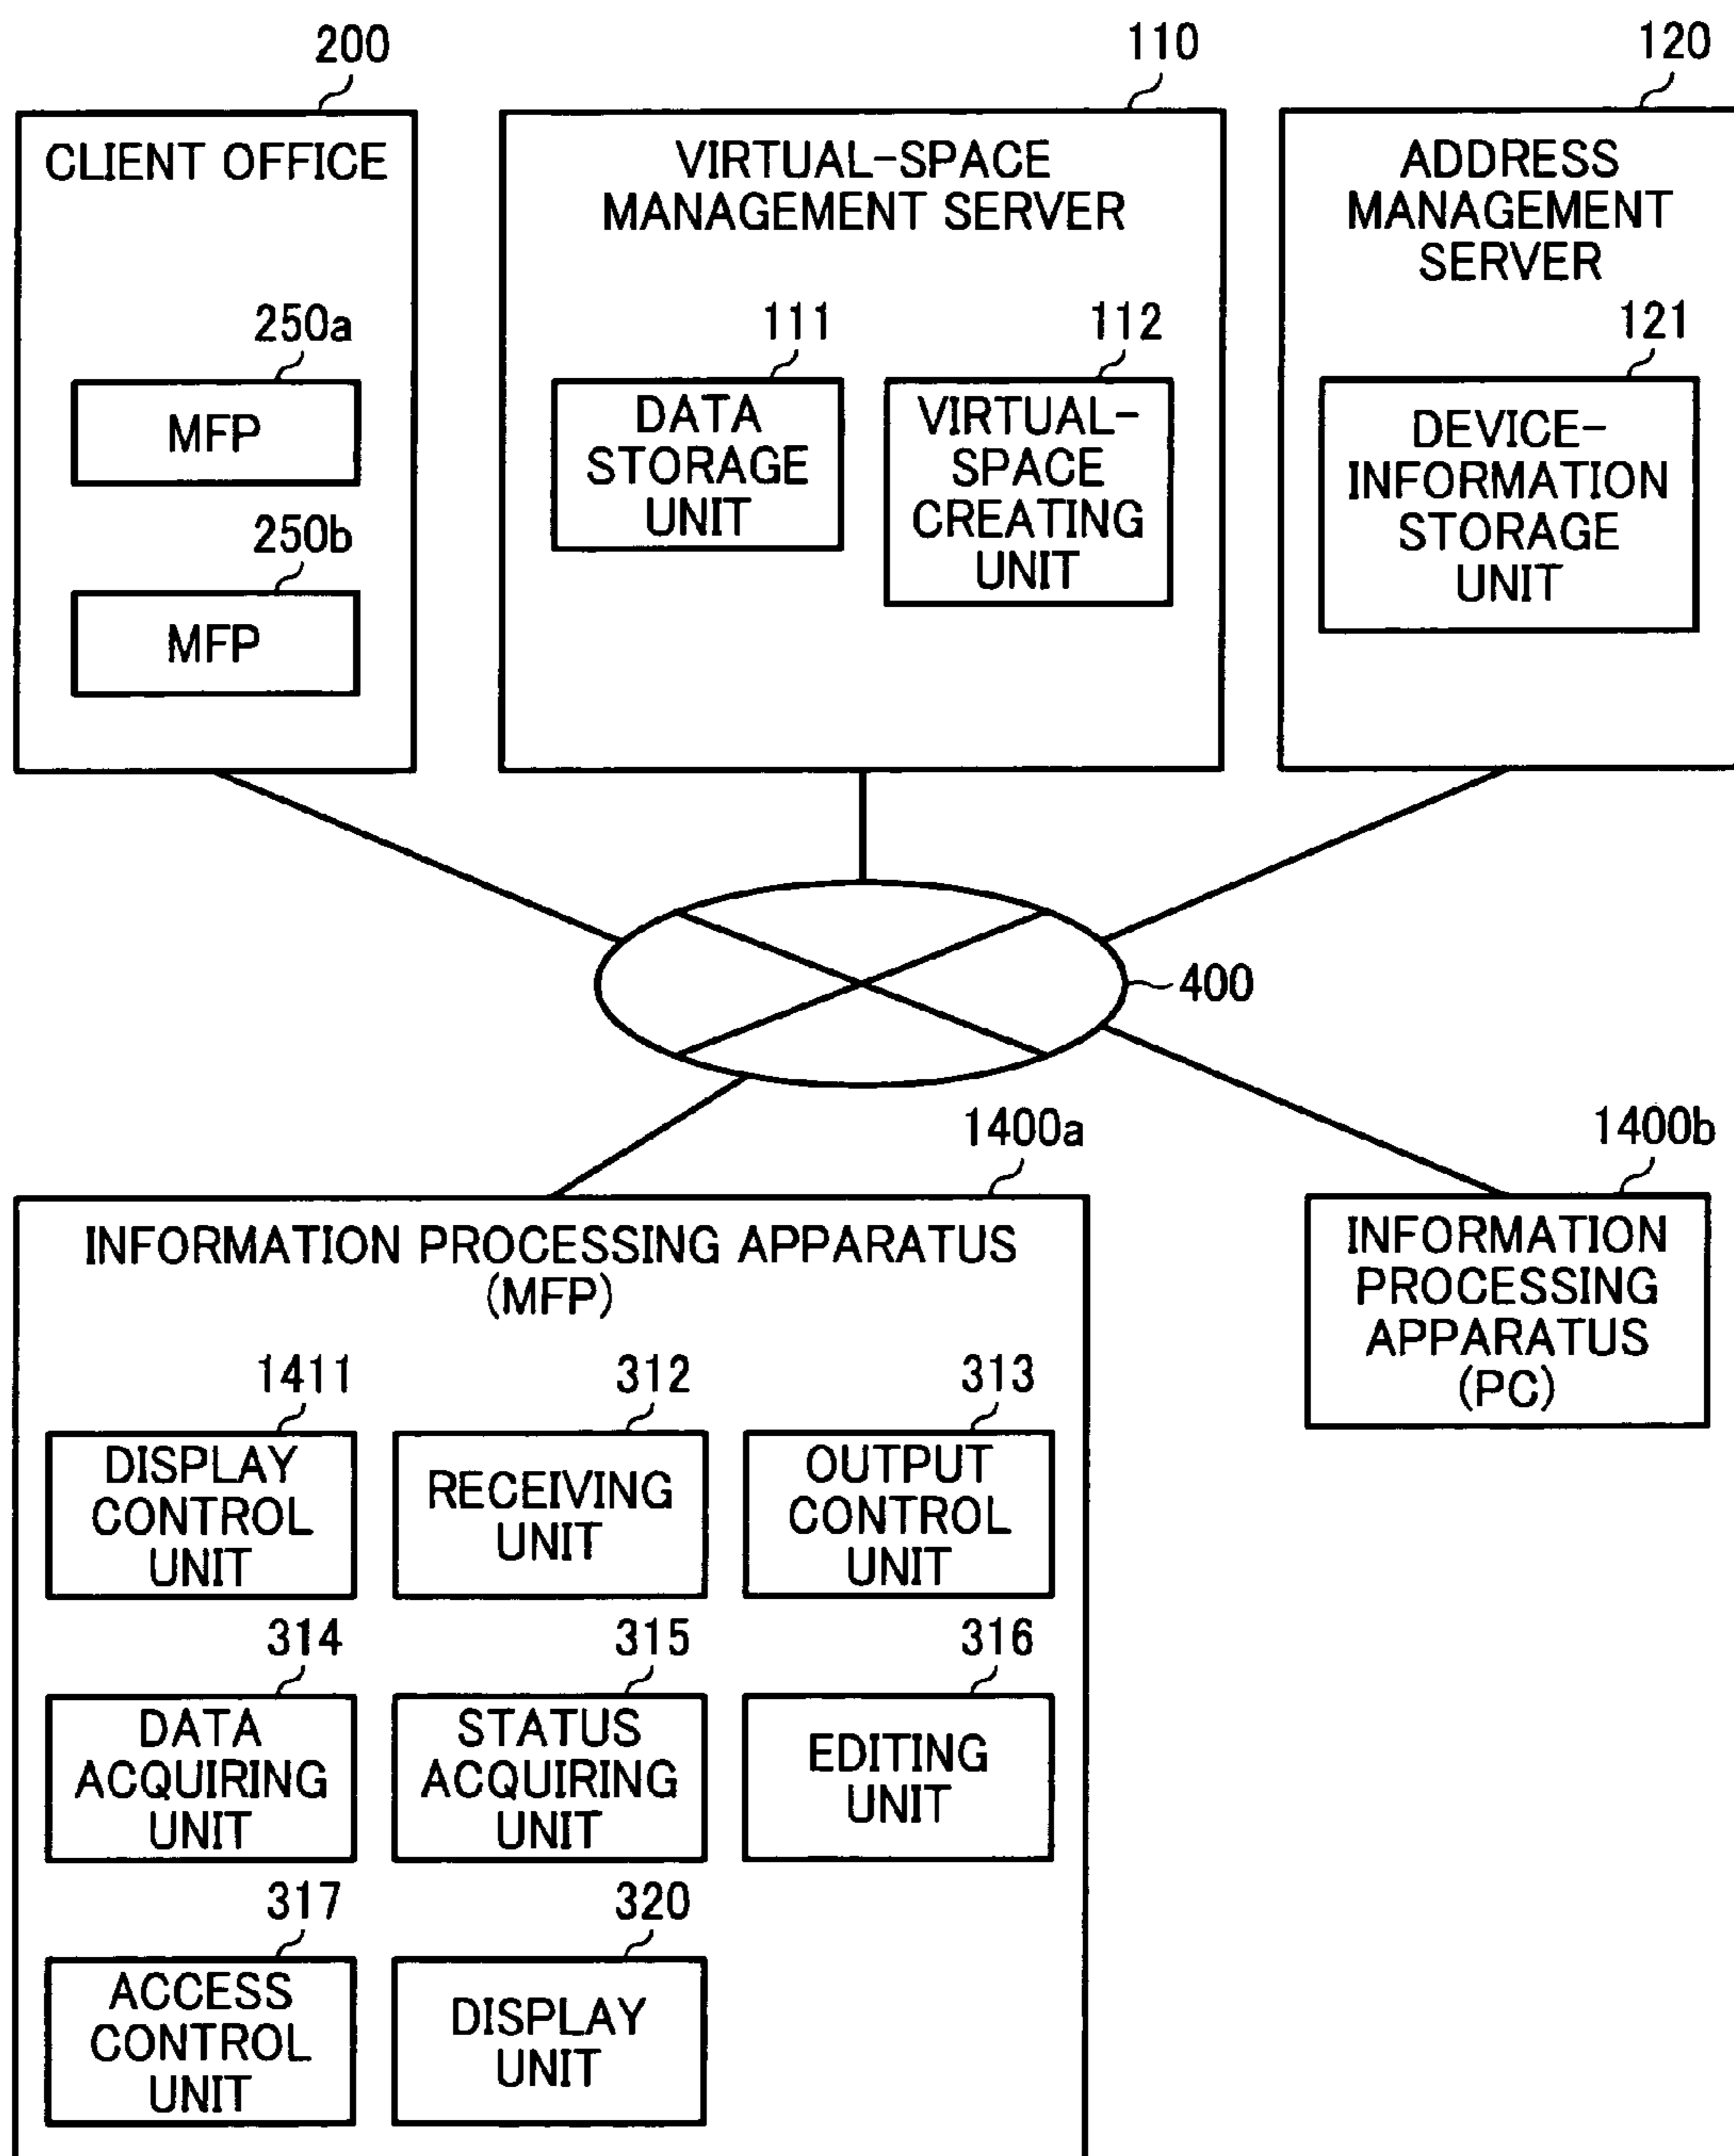 200
CLIENT OFFICE
250a
MFP
250b
MFP
110
VIRTUAL-SPACE
MANAGEMENT SERVER
111
DATA
STORAGE
UNIT
112
VIRTUAL-
SPACE
CREATING
UNIT
120
ADDRESS
MANAGEMENT
SERVER
121
DEVICE-
INFORMATION
STORAGE
UNIT
400
1400a
INFORMATION PROCESSING APPARATUS
(MFP)
1411
DISPLAY
CONTROL
UNIT
312
RECEIVING
UNIT
313
OUTPUT
CONTROL
UNIT
314
DATA
ACQUIRING
UNIT
315
STATUS
ACQUIRING
UNIT
316
EDITING
UNIT
317
ACCESS
CONTROL
UNIT
320
DISPLAY
UNIT
1400b
INFORMATION
PROCESSING
APPARATUS
(PC)